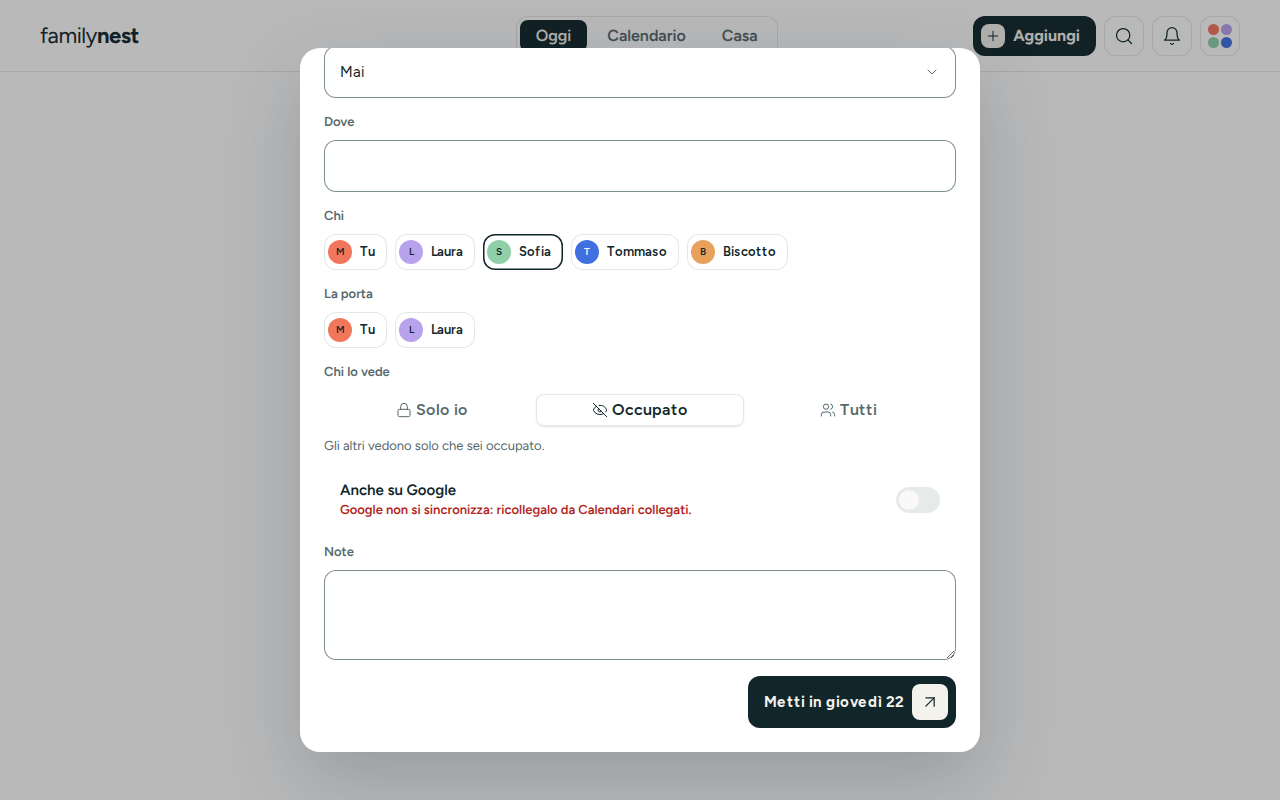 familynest
Oggi
Calendario
Casa
Aggiungi
Mai
Dove
Chi
M Tu
L Laura
S Sofia
T Tommaso
B Biscotto
La porta
M Tu
L Laura
Chi lo vede
Solo io
Occupato
Tutti
Gli altri vedono solo che sei occupato.
Anche su Google
Google non si sincronizza: ricollegalo da Calendari collegati.
Note
Metti in giovedì 22